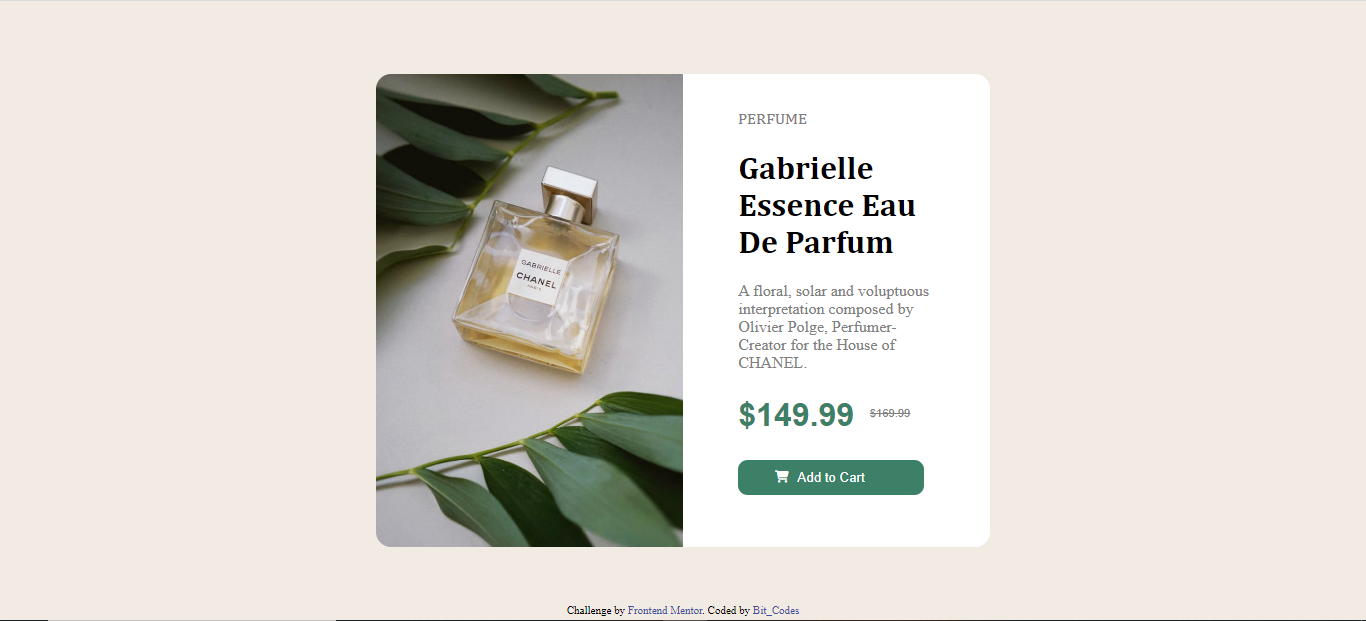 PERFUME
Gabrielle
Essence Eau
De Parfum
A floral, solar and voluptuous
interpretation composed by
Olivier Polge, Perfumer-
Creator for the House of
CHANEL.
$149.99 $169.99
Add to Cart
GABRIELLE
CHANEL
PARIS
Challenge by Frontend Mentor. Coded by Bit_Codes